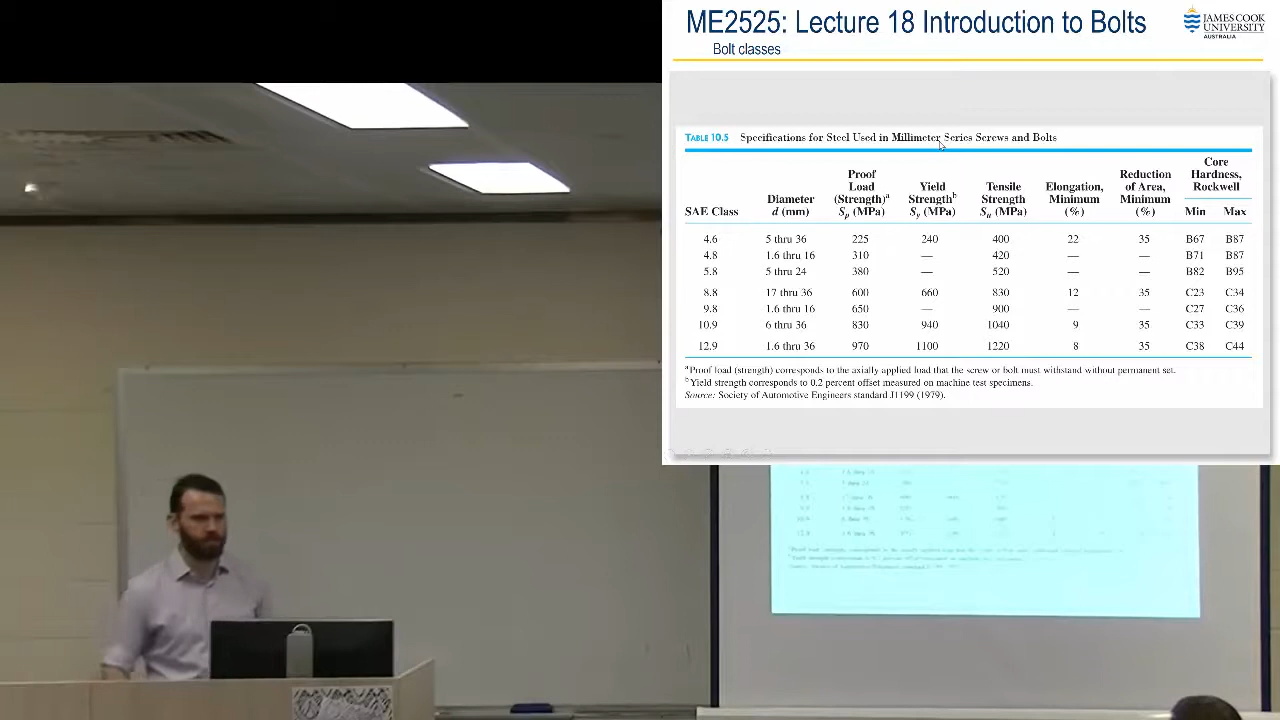 ME2525: Lecture 18 Introduction to Bolts
JAMES COOK
UNIVERSITY
AUSTRALIA
Bolt classes
TABLE 10.5 Specifications for Steel Used in Millimeter Series Screws and Bolts
SAE Class Diameter d (mm) Proof Load (Strength)a Sp (MPa) Yield Strengthb Sy (MPa) Tensile Strength Su (MPa) Elongation, Minimum (%) Reduction of Area, Minimum (%) Core Hardness, Rockwell Min Max
4.6 5 thru 36 225 240 400 22 35 B67 B87
4.8 1.6 thru 16 310 — 420 — — B71 B87
5.8 5 thru 24 380 — 520 — — B82 B95
8.8 17 thru 36 600 660 830 12 35 C23 C34
9.8 1.6 thru 16 650 — 900 — — C27 C36
10.9 6 thru 36 830 940 1040 9 35 C33 C39
12.9 1.6 thru 36 970 1100 1220 8 35 C38 C44
a Proof load (strength) corresponds to the axially applied load that the screw or bolt must withstand without permanent set.
b Yield strength corresponds to 0.2 percent offset measured on machine test specimens.
Source: Society of Automotive Engineers standard J1199 (1979).